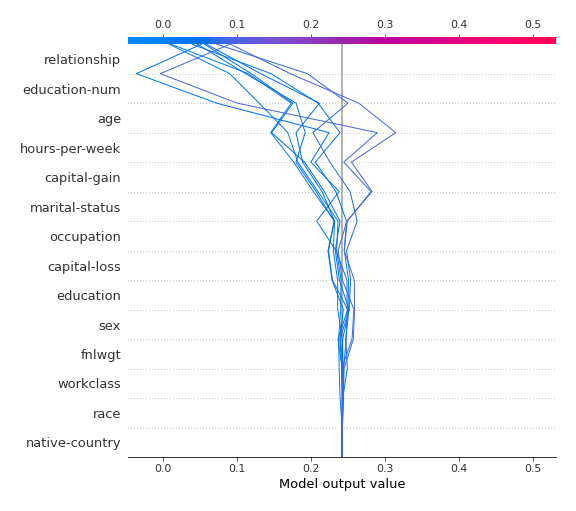 0.0 0.1 0.2 0.3 0.4 0.5
relationship
education-num
age
hours-per-week
capital-gain
marital-status
occupation
capital-loss
education
sex
fnlwgt
workclass
race
native-country
0.0 0.1 0.2 0.3 0.4 0.5
Model output value